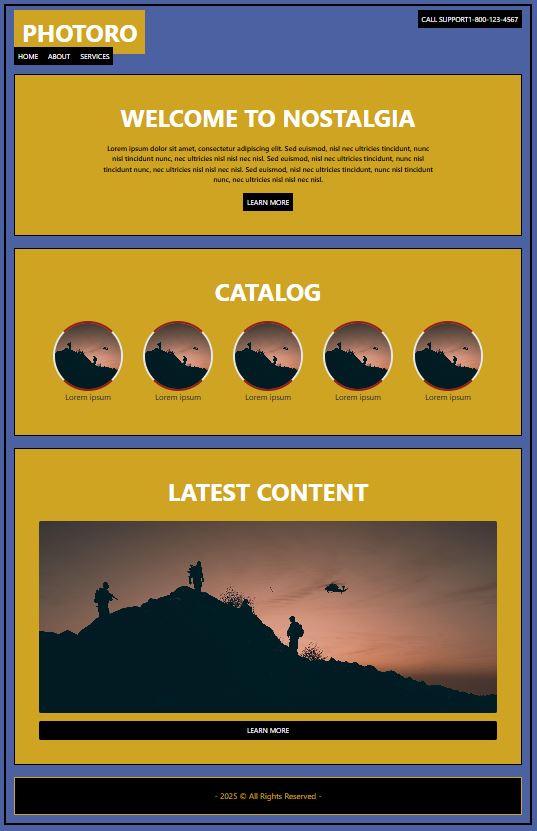 PHOTORO
CALL SUPPORT1-800-123-4567
HOME ABOUT SERVICES
WELCOME TO NOSTALGIA
Lorem ipsum dolor sit amet, consectetur adipiscing elit. Sed euismod, nisl nec ultricies tincidunt, nunc
nisl tincidunt nunc, nec ultricies nisl nisl nec nisl. Sed euismod, nisl nec ultricies tincidunt, nunc nisl
tincidunt nunc, nec ultricies nisl nisl nec nisl. Sed euismod, nisl nec ultricies tincidunt, nunc nisl tincidunt
nunc, nec ultricies nisl nisl nec nisl.
LEARN MORE
CATALOG
Lorem ipsum Lorem ipsum Lorem ipsum Lorem ipsum Lorem ipsum
LATEST CONTENT
LEARN MORE
- 2025 © All Rights Reserved -